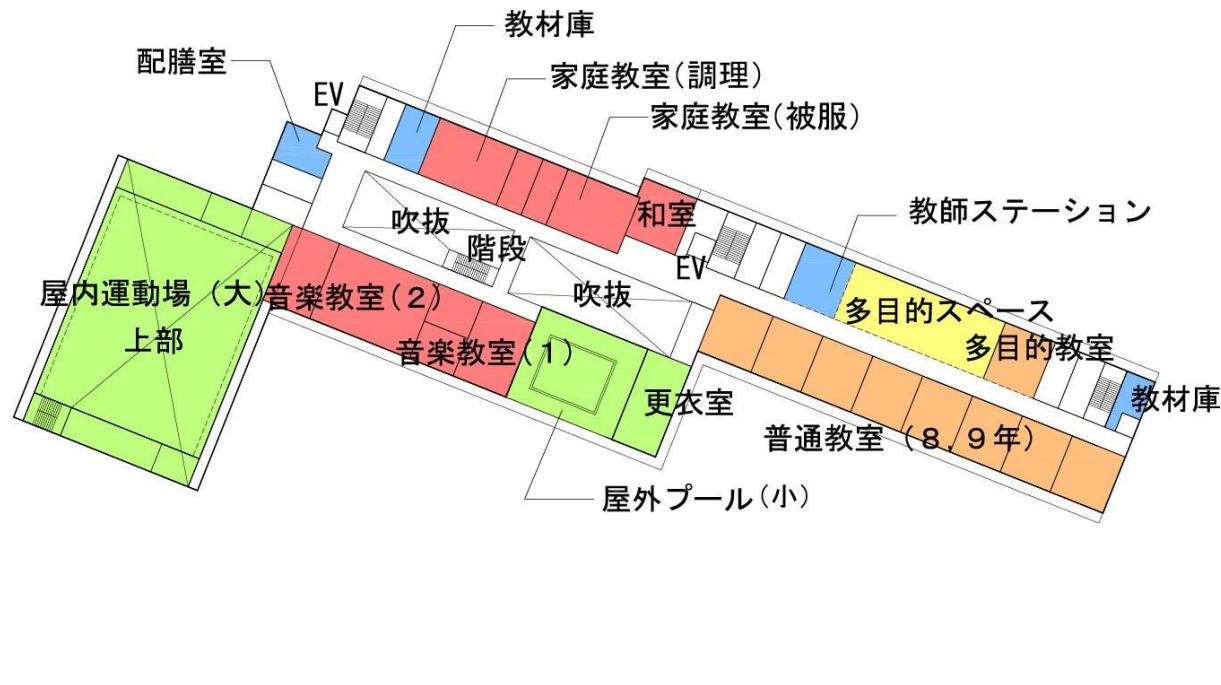 教材庫
配膳室
家庭教室(調理)
EV
家庭教室(被服)
和室
教師ステーション
吹抜
階段
EV
吹抜
屋内運動場（大）
上部
音楽教室(２)
多目的スペース
多目的教室
音楽教室(１)
更衣室
教材庫
普通教室（８,９年）
屋外プール(小)